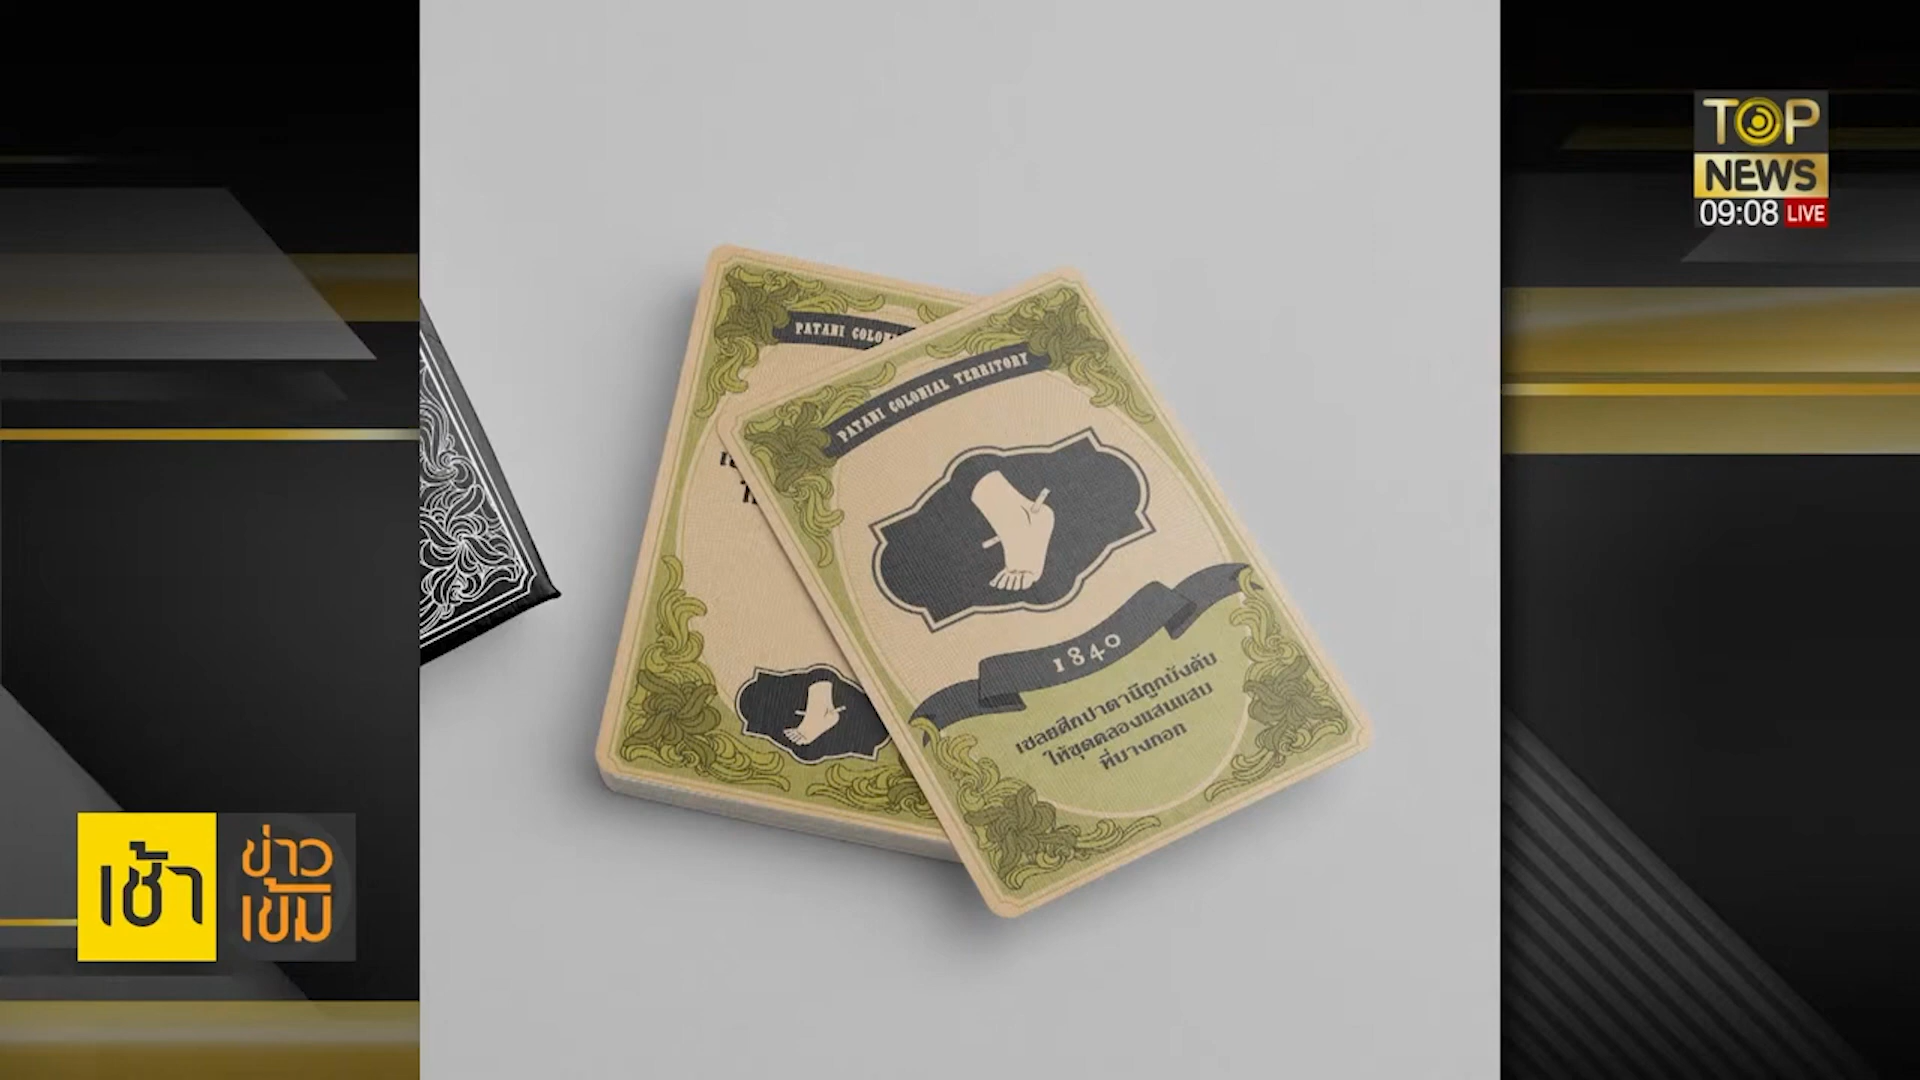 TOP
NEWS
09:08 LIVE
PATANI COLONIAL TERRITORY
1840
เชลยศึกปาตานีถูกบังคับ
ให้ขุดคลองแสนแสบ
ที่บางกอก
เช้า
ข่าว
เข้ม